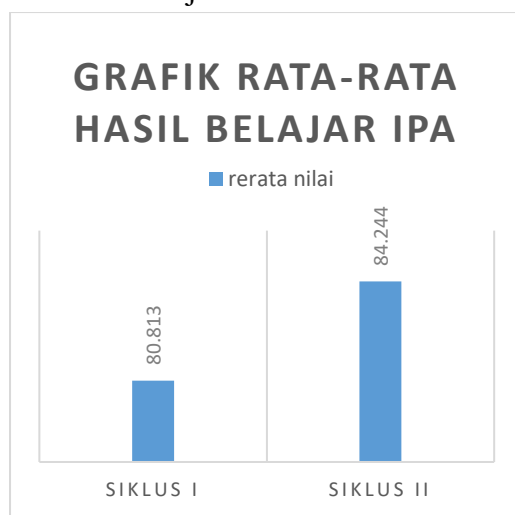 GRAFIK RATA-RATA
HASIL BELAJAR IPA
rerata nilai
80.813
84.244
SIKLUS I
SIKLUS II